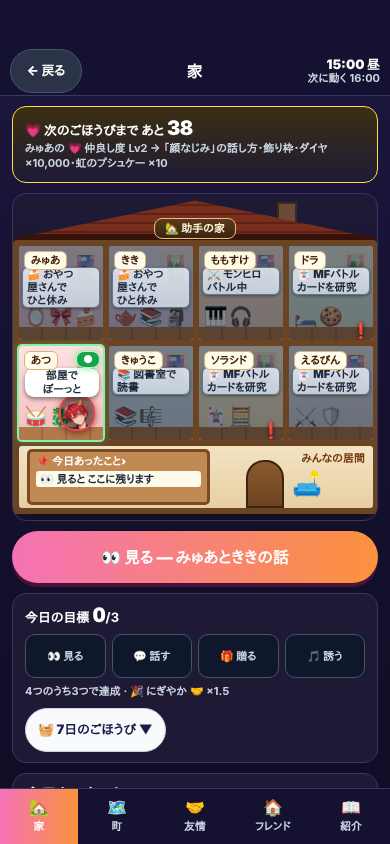 ← 戻る
家
15:00 昼
次に動く 16:00
💗 次のごほうびまで あと 38
みゅあの 💗 仲良し度 Lv2 → 「顔なじみ」の話し方・飾り枠・ダイヤ
×10,000・虹のプシュケー ×10
🏡 助手の家
みゅあ
🍰 おやつ
屋さんで
ひと休み
きき
🍰 おやつ
屋さんで
ひと休み
ももすけ
⚔️ モンヒロ
バトル中
ドラ
🃏 MFバトル
カードを研究
❗
あつ
部屋で
ぼーっと
きゅうこ
📚 図書室で
読書
ソラシド
🃏 MFバトル
カードを研究
❗
えるぴん
🃏 MFバトル
カードを研究
📌 今日あったこと›
👀 見ると ここに残ります
みんなの居間
👀 見る — みゅあとききの話
今日の目標 0/3
👀 見る
💬 話す
🎁 贈る
🎵 誘う
4つのうち3つで達成・🎉 にぎやか 🤝 ×1.5
🧺 7日のごほうび ▼
🏡 家
🗺️ 町
🤝 友情
🏠 フレンド
📖 紹介